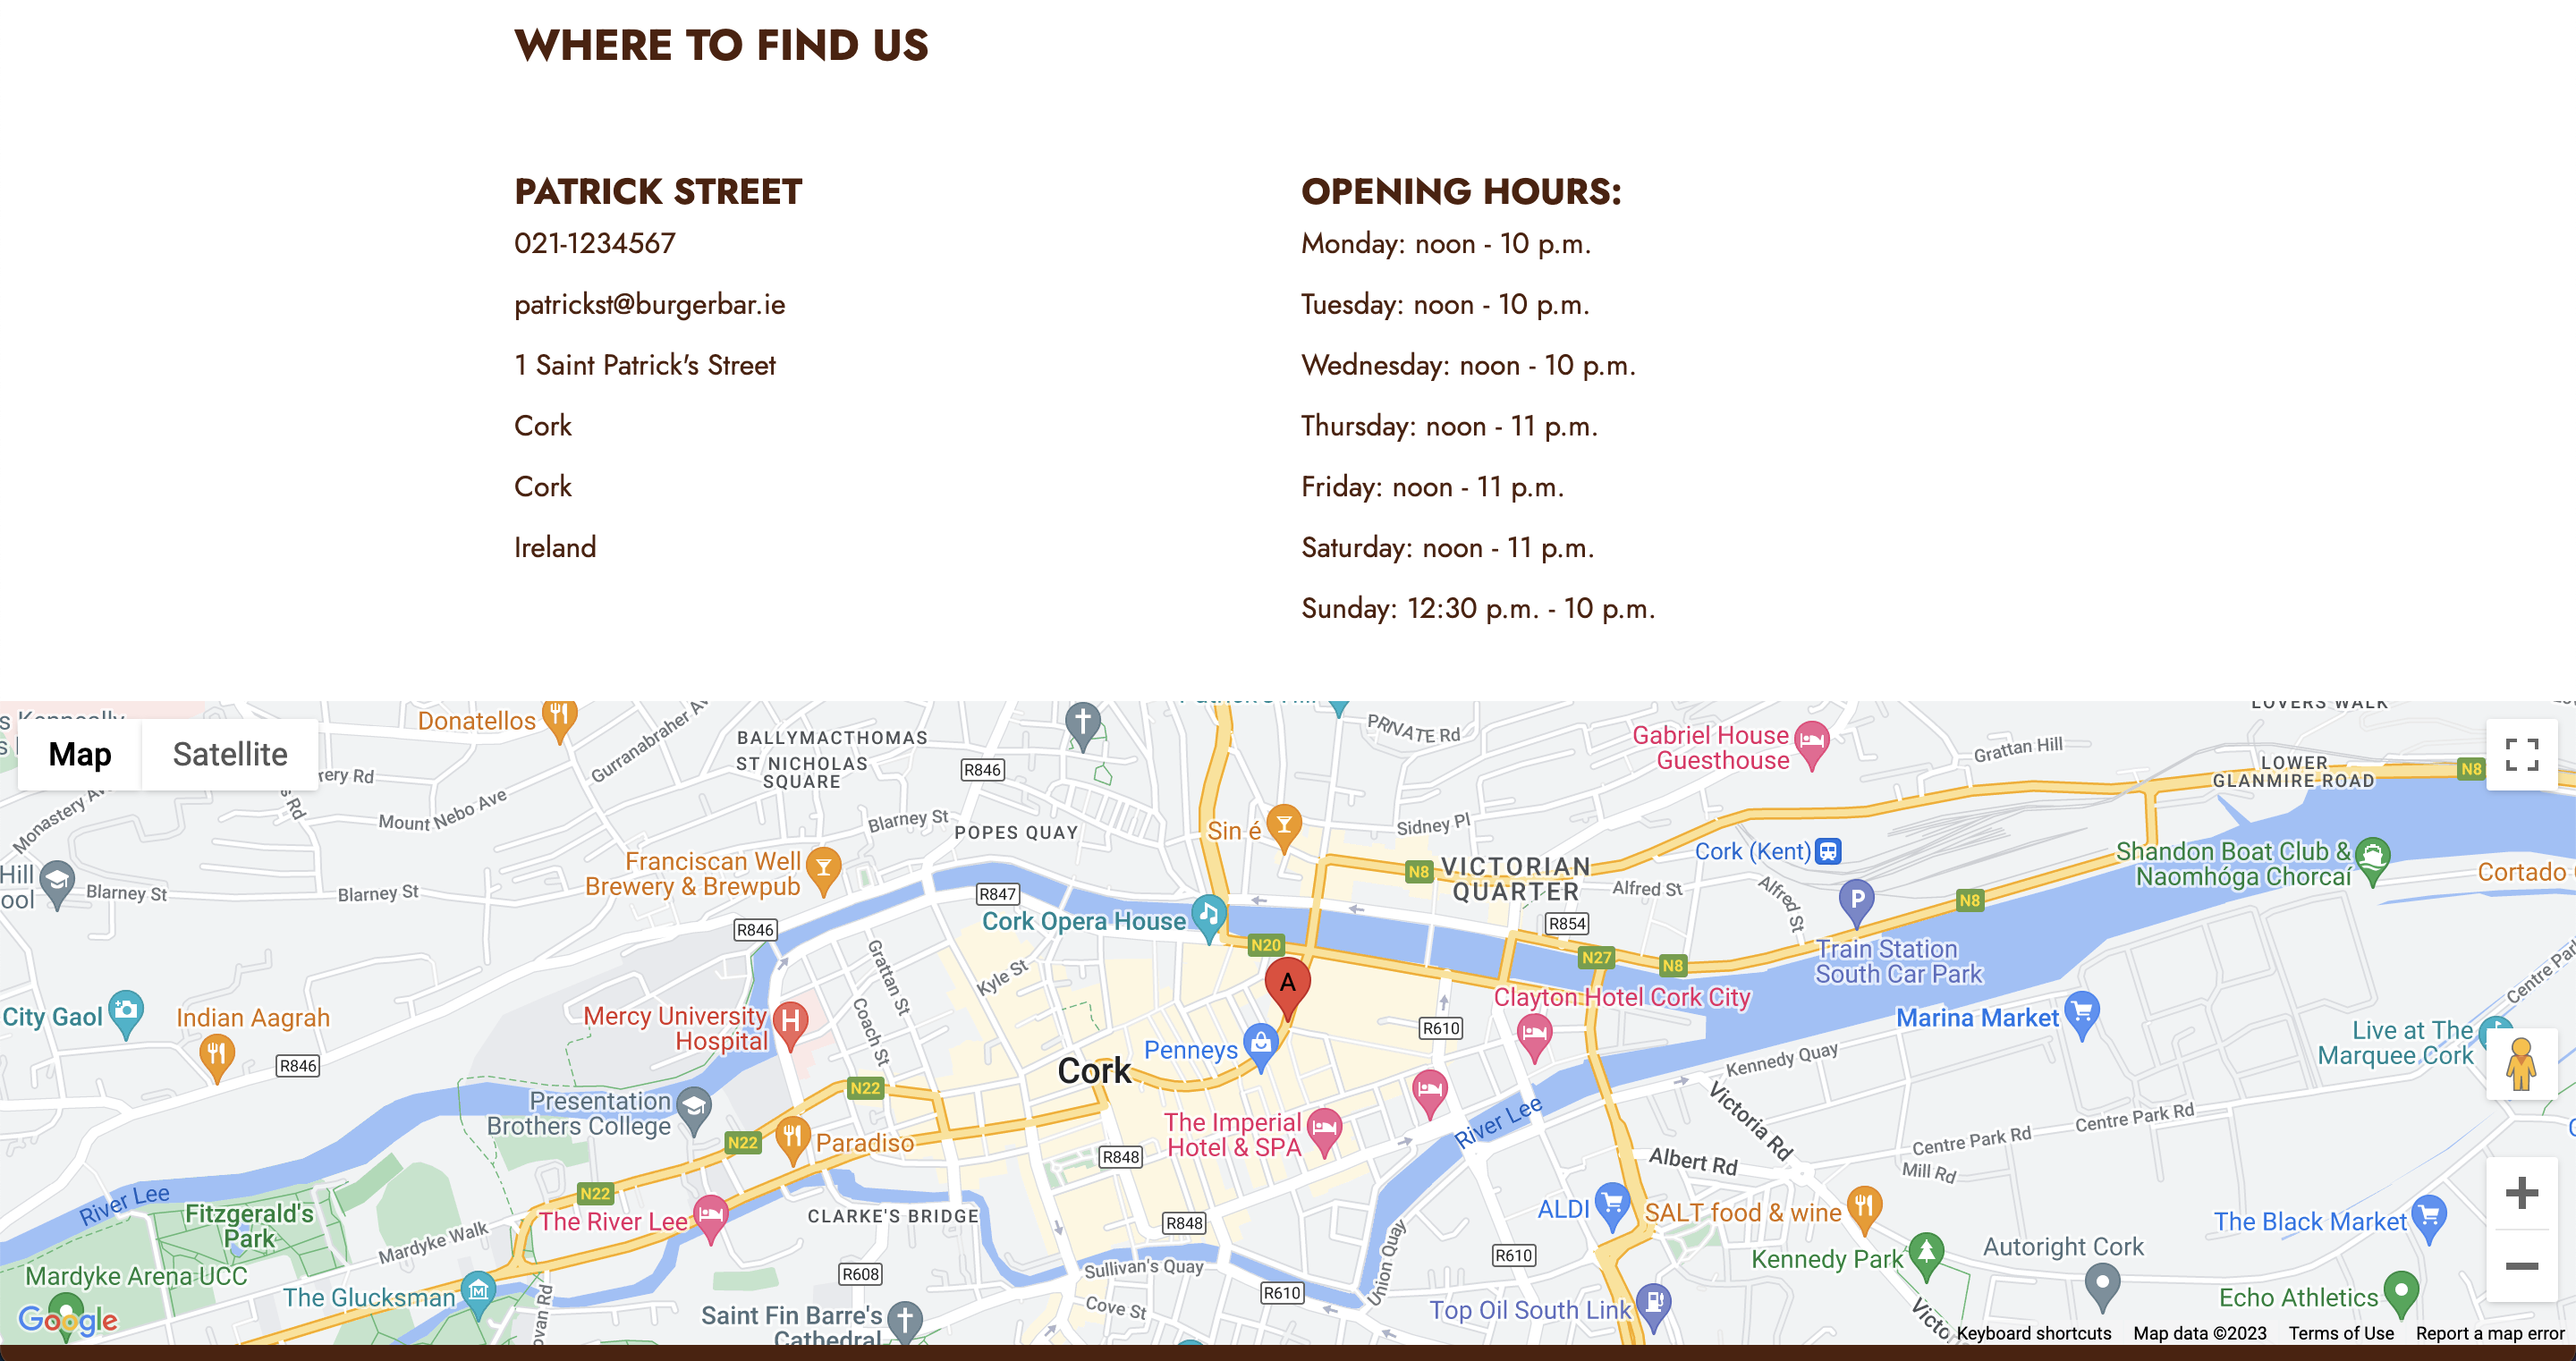 WHERE TO FIND US
PATRICK STREET
021-1234567
patrickst@burgerbar.ie
1 Saint Patrick's Street
Cork
Cork
Ireland
OPENING HOURS:
Monday: noon - 10 p.m.
Tuesday: noon - 10 p.m.
Wednesday: noon - 10 p.m.
Thursday: noon - 11 p.m.
Friday: noon - 11 p.m.
Saturday: noon - 11 p.m.
Sunday: 12:30 p.m. - 10 p.m.
Map
Satellite
Donatellos
Gurranabraher
BALLYMACTHOMAS
ST NICHOLAS
SQUARE
R846
PRIVATE Rd
Gabriel House
Guesthouse
Grattan Hill
LOVERS WALK
LOWER
GLANMIRE ROAD
N8
Monastery
Mount Nebo Ave
Blarney St
POPES QUAY
Sin é
Sidney Pl
Cork (Kent)
Shandon Boat Club &
Naomhóga Chorcaí
Cortado
Hill
Blarney St
Blarney St
Franciscan Well
Brewery & Brewpub
R847
N8
VICTORIAN
QUARTER
Alfred St
Alfred St
P
N8
R846
Cork Opera House
N20
R854
N27
N8
Train Station
South Car Park
Centre Park
Grattan St
Kyle St
A
Clayton Hotel Cork City
City Gaol
Indian Aagrah
R846
Mercy University
Hospital
H
Coach St
Penneys
R610
Marina Market
Live at The
Marquee Cork
Cork
Kennedy Quay
N22
Presentation
Brothers College
N22
Paradiso
The Imperial
Hotel & SPA
River Lee
Victoria Rd
Centre Park Rd
Centre Park Rd
Mill Rd
R848
Albert Rd
River Lee
N22
Fitzgerald's
Park
Mardyke Walk
The River Lee
CLARKE'S BRIDGE
R848
ALDI
SALT food & wine
The Black Market
Mardyke Arena UCC
R608
Sullivan's Quay
Union Quay
R610
Kennedy Park
Autoright Cork
The Glucksman
Saint Fin Barre's
Cathedral
Cove St
R610
Top Oil South Link
Echo Athletics
Google
Keyboard shortcuts
Map data ©2023
Terms of Use
Report a map error